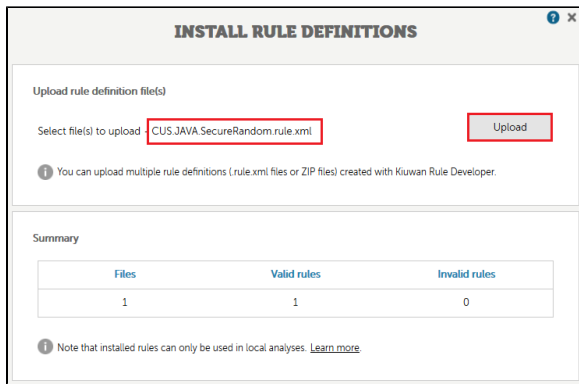 INSTALL RULE DEFINITIONS
? ×
Upload rule definition file(s)
Select file(s) to upload - CUS.JAVA.SecureRandom.rule.xml
Upload
i You can upload multiple rule definitions (.rule.xml files or ZIP files) created with Kiuwan Rule Developer.
Summary
Files Valid rules Invalid rules
1 1 0
i Note that installed rules can only be used in local analyses. Learn more.